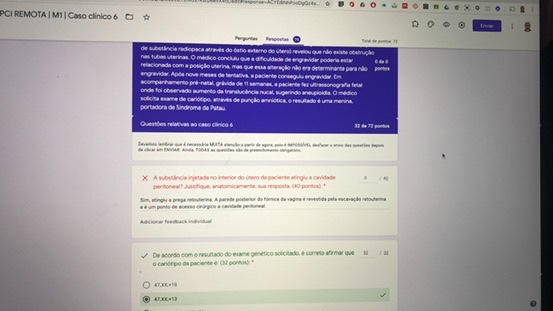 PCI REMOTA | M1 | Caso clínico 6
Enviar
Perguntas Respostas
Total de pontos: 72
de substância radiopaca através do óstio externo do útero) revelou que não existe obstrução
nas tubas uterinas. O médico concluiu que a dificuldade de engravidar poderia estar
relacionada com a posição uterina, mas que essa alteração não era determinante para não
engravidar. Após nove meses de tentativa, a paciente conseguiu engravidar. Em
acompanhamento pré-natal, grávida de 11 semanas, a paciente fez ultrassonografia fetal
onde foi observado aumento da translucência nucal, sugerindo aneuploidia. O médico
solicita exame de cariótipo, através de punção amniótica, o resultado é uma menina,
portadora de Síndrome de Patau.
0 de 0
pontos
Questões relativas ao caso clínico 6
32 de 72 pontos
Devemos lembrar que é necessária MUITA atenção a partir de agora, pois é IMPOSSÍVEL desfazer o envio das questões depois
de clicar em ENVIAR. Ainda, TODAS as questões são de preenchimento obrigatório.
A substância injetada no interior do útero da paciente atingiu a cavidade
peritoneal? Justifique, anatomicamente, sua resposta. (40 pontos) *
0 / 40
Sim, atingiu a prega retouterina. A parede posterior do fórnice da vagina é revestida pela escavação retouterina
e é um ponto de acesso cirúrgico a cavidade peritoneal.
Adicionar feedback individual
De acordo com o resultado do exame genético solicitado, é correto afirmar que
o cariótipo da paciente é: (32 pontos): *
32 / 32
47,XX,+18
47,XX,+13